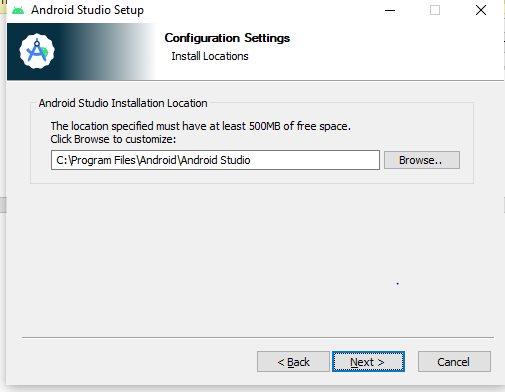 Android Studio Setup
Configuration Settings
Install Locations
Android Studio Installation Location
The location specified must have at least 500MB of free space.
Click Browse to customize:
C:\Program Files\Android\Android Studio
Browse..
< Back
Next >
Cancel